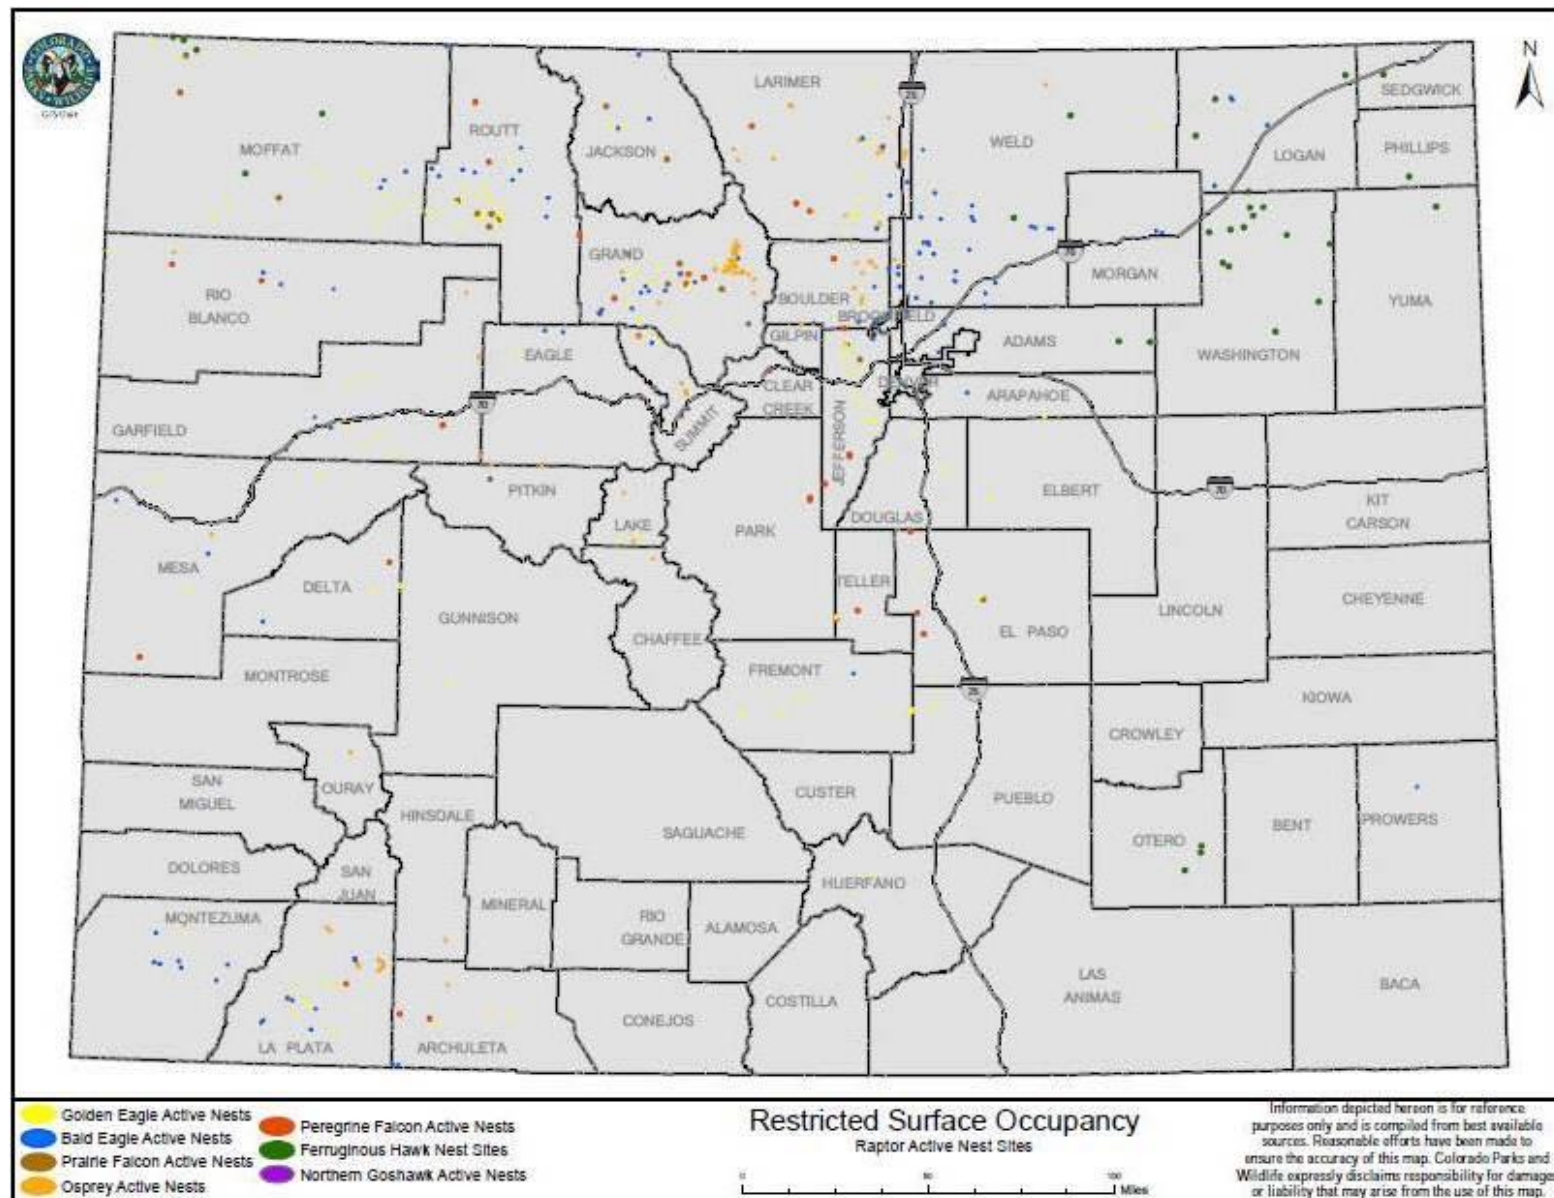 COLORADO
PARKS
WILDLIFE
N
25
LARIMER
SEDGWICK
ROUTT
WELD
MOFFAT
JACKSON
LOGAN
PHILLIPS
GRAND
76
MORGAN
RIO
BLANCO
BOULDER
YUMA
BROOMFIELD
GILPIN
ADAMS
EAGLE
WASHINGTON
CLEAR
CREEK
DENVER
ARAPAHOE
70
GARFIELD
SUMMIT
JEFFERSON
PITKIN
ELBERT
70
KIT
CARSON
LAKE
PARK
DOUGLAS
MESA
DELTA
TELLER
GUNNISON
LINCOLN
CHEYENNE
CHAFFEE
EL PASO
MONTROSE
FREMONT
25
KIOWA
CROWLEY
SAN
MIGUEL
OURAY
CUSTER
PUEBLO
HINSDALE
SAGUACHE
BENT
PROWERS
OTERO
DOLORES
SAN
JUAN
HUERFANO
MINERAL
MONTEZUMA
RIO
GRANDE
ALAMOSA
LAS
ANIMAS
BACA
COSTILLA
CONEJOS
LA PLATA
ARCHULETA
Golden Eagle Active Nests
Bald Eagle Active Nests
Prairie Falcon Active Nests
Osprey Active Nests
Peregrine Falcon Active Nests
Ferruginous Hawk Nest Sites
Northern Goshawk Active Nests
Restricted Surface Occupancy
Raptor Active Nest Sites
0 50 100
Miles
Information depicted hereon is for reference
purposes only and is compiled from best available
sources. Reasonable efforts have been made to
ensure the accuracy of this map. Colorado Parks and
Wildlife expressly disclaims responsibility for damages
or liability that may arise from the use of this map.